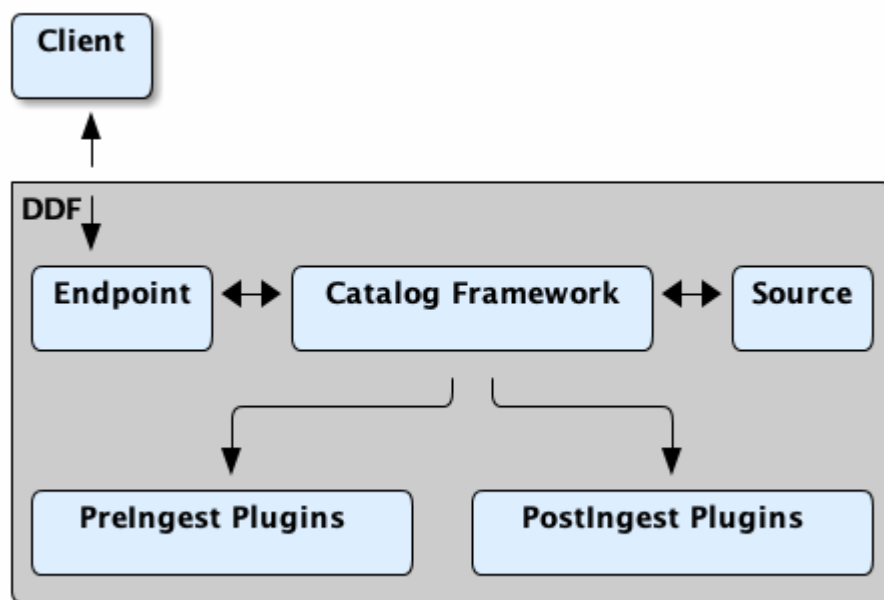 Client
DDF
Endpoint
Catalog Framework
Source
PreIngest Plugins
PostIngest Plugins